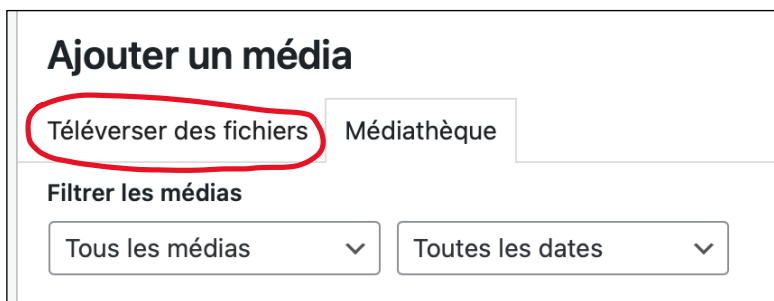 Ajouter un média
Téléverser des fichiers Médiathèque
Filtrer les médias
Tous les médias Toutes les dates